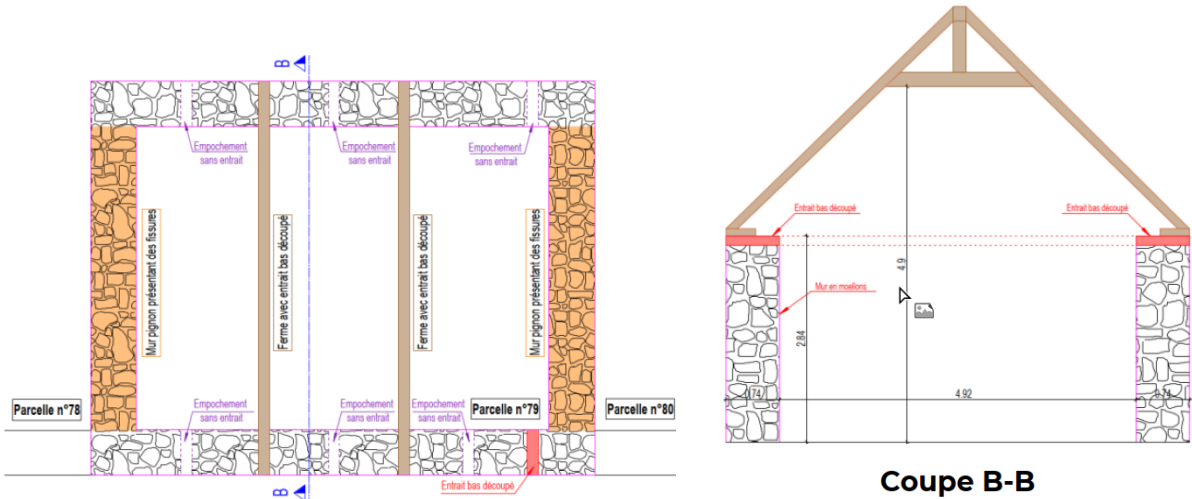 B
Empochement
sans entrait
Empochement
sans entrait
Empochement
sans entrait
Mur pignon présentant des fissures
Ferme avec entrait bas découpé
Ferme avec entrait bas découpé
Mur pignon présentant des fissures
Parcelle n°78
Empochement
sans entrait
Empochement
sans entrait
Empochement
sans entrait
Parcelle n°79
Parcelle n°80
Entrait bas découpé
B
Entrait bas découpé
Entrait bas découpé
4.9
Mur en moellons
2.84
0.74
4.92
0.74
Coupe B-B